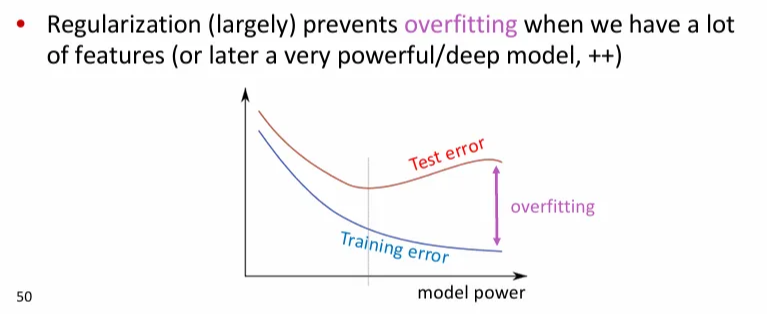 • Regularization (largely) prevents overfitting when we have a lot
of features (or later a very powerful/deep model, ++)
Test error
overfitting
Training error
model power
50